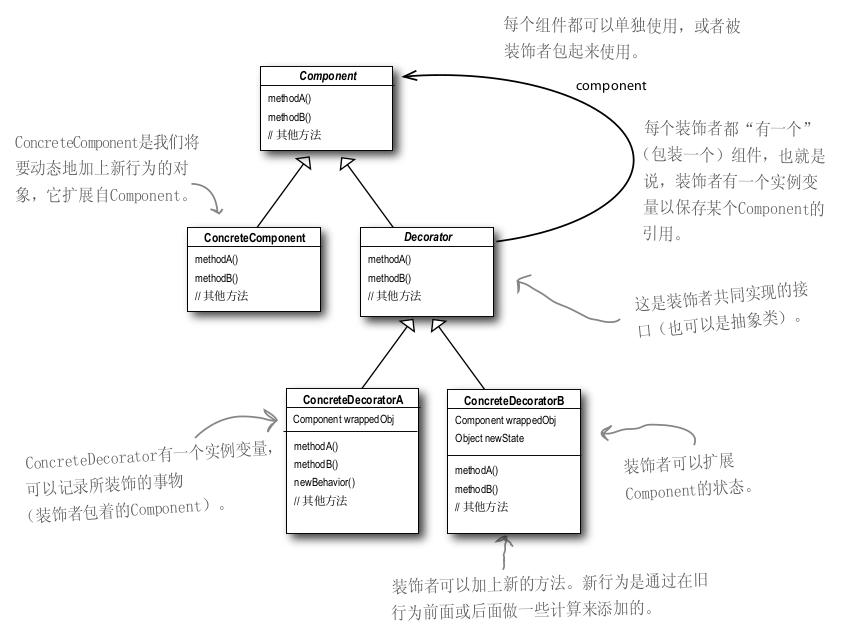 每个组件都可以单独使用，或者被
装饰者包起来使用。
Component
methodA()
methodB()
// 其他方法
component
ConcreteComponent是我们将
要动态地加上新行为的对
象，它扩展自Component。
每个装饰者都“有一个”
（包装一个）组件，也就是
说，装饰者有一个实例变
量以保存某个Component的
引用。
ConcreteComponent
methodA()
methodB()
// 其他方法
Decorator
methodA()
methodB()
// 其他方法
这是装饰者共同实现的接
口（也可以是抽象类）。
ConcreteDecoratorA
Component wrappedObj
methodA()
methodB()
newBehavior()
// 其他方法
ConcreteDecoratorB
Component wrappedObj
Object newState
methodA()
methodB()
// 其他方法
ConcreteDecorator有一个实例变量，
可以记录所装饰的事物
（装饰者包着的Component）。
装饰者可以扩展
Component的状态。
装饰者可以加上新的方法。新行为是通过在旧
行为前面或后面做一些计算来添加的。